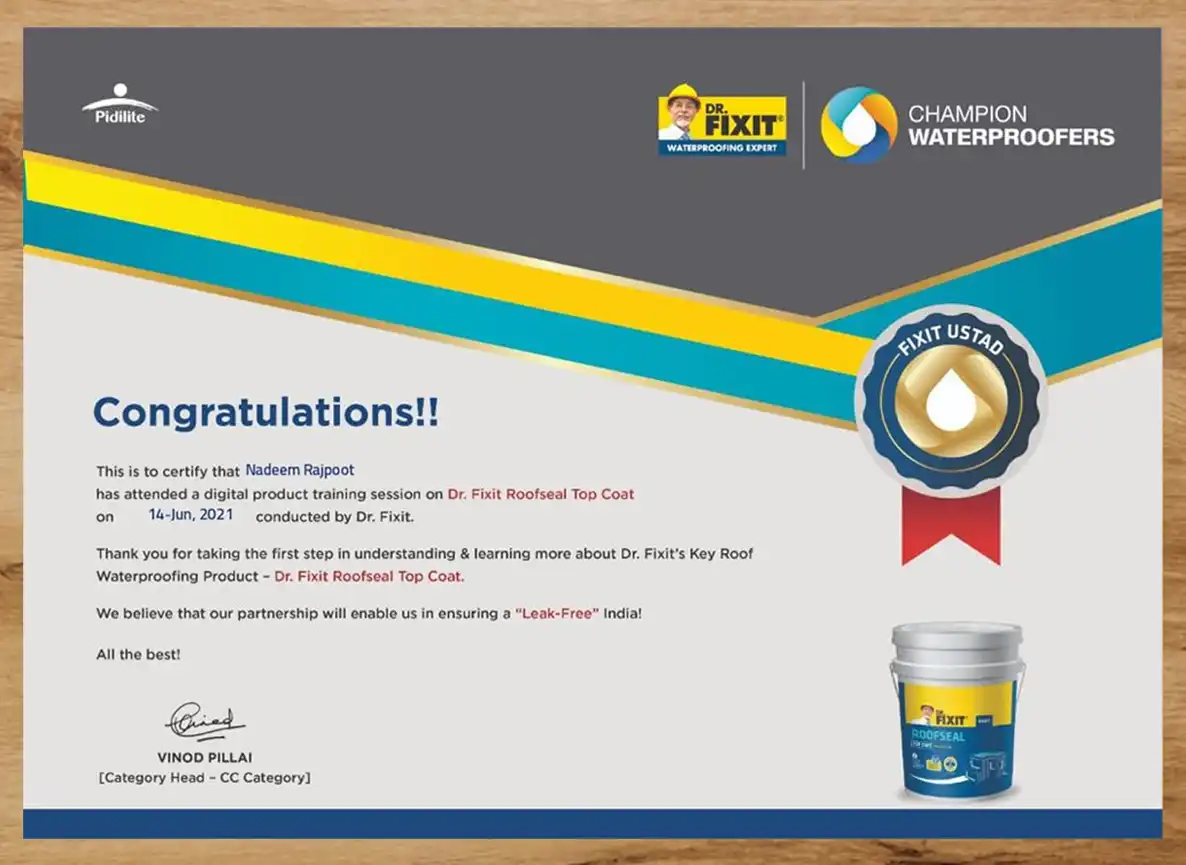 Pidilite
DR.
FIXIT®
WATERPROOFING EXPERT
CHAMPION
WATERPROOFERS
FIXIT USTAD
Congratulations!!
This is to certify that Nadeem Rajpoot
has attended a digital product training session on Dr. Fixit Roofseal Top Coat
on 14-Jun, 2021 conducted by Dr. Fixit.
Thank you for taking the first step in understanding & learning more about Dr. Fixit's Key Roof
Waterproofing Product – Dr. Fixit Roofseal Top Coat.
We believe that our partnership will enable us in ensuring a “Leak-Free” India!
All the best!
VINOD PILLAI
[Category Head – CC Category]
DR.
FIXIT
ROOFSEAL